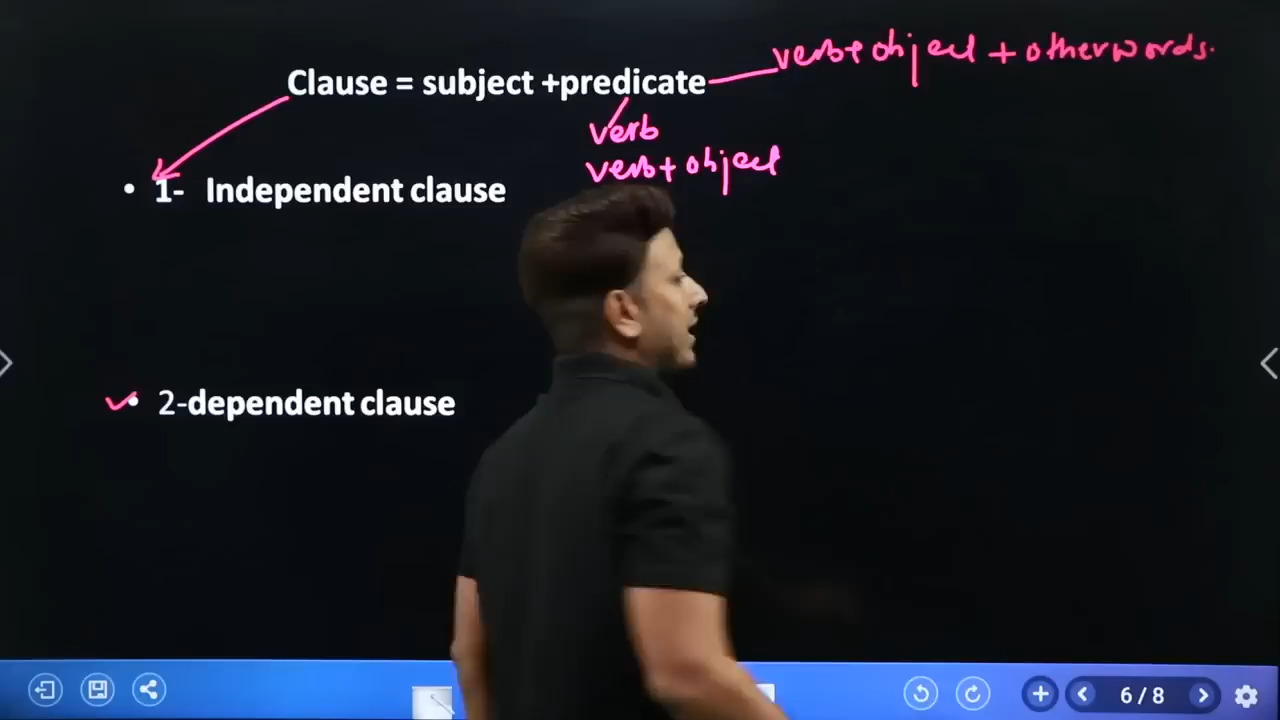 verb + object + otherwords.
Clause = subject +predicate
verb
verb + object
• 1- Independent clause
• 2-dependent clause
6 / 8